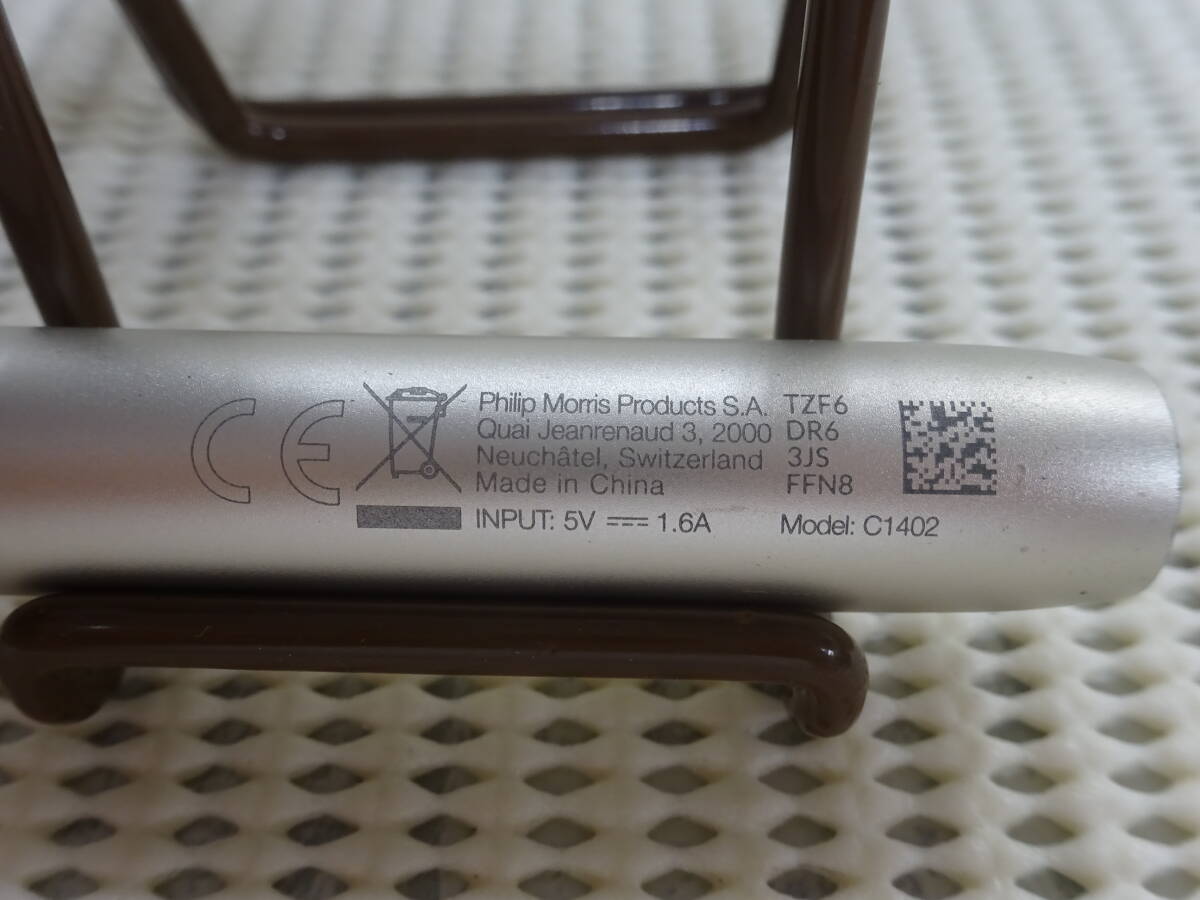 CE
Philip Morris Products S.A.
Quai Jeanrenaud 3, 2000
Neuchâtel, Switzerland
Made in China
INPUT: 5V ⎓ 1.6A
TZF6
DR6
3JS
FFN8
Model: C1402